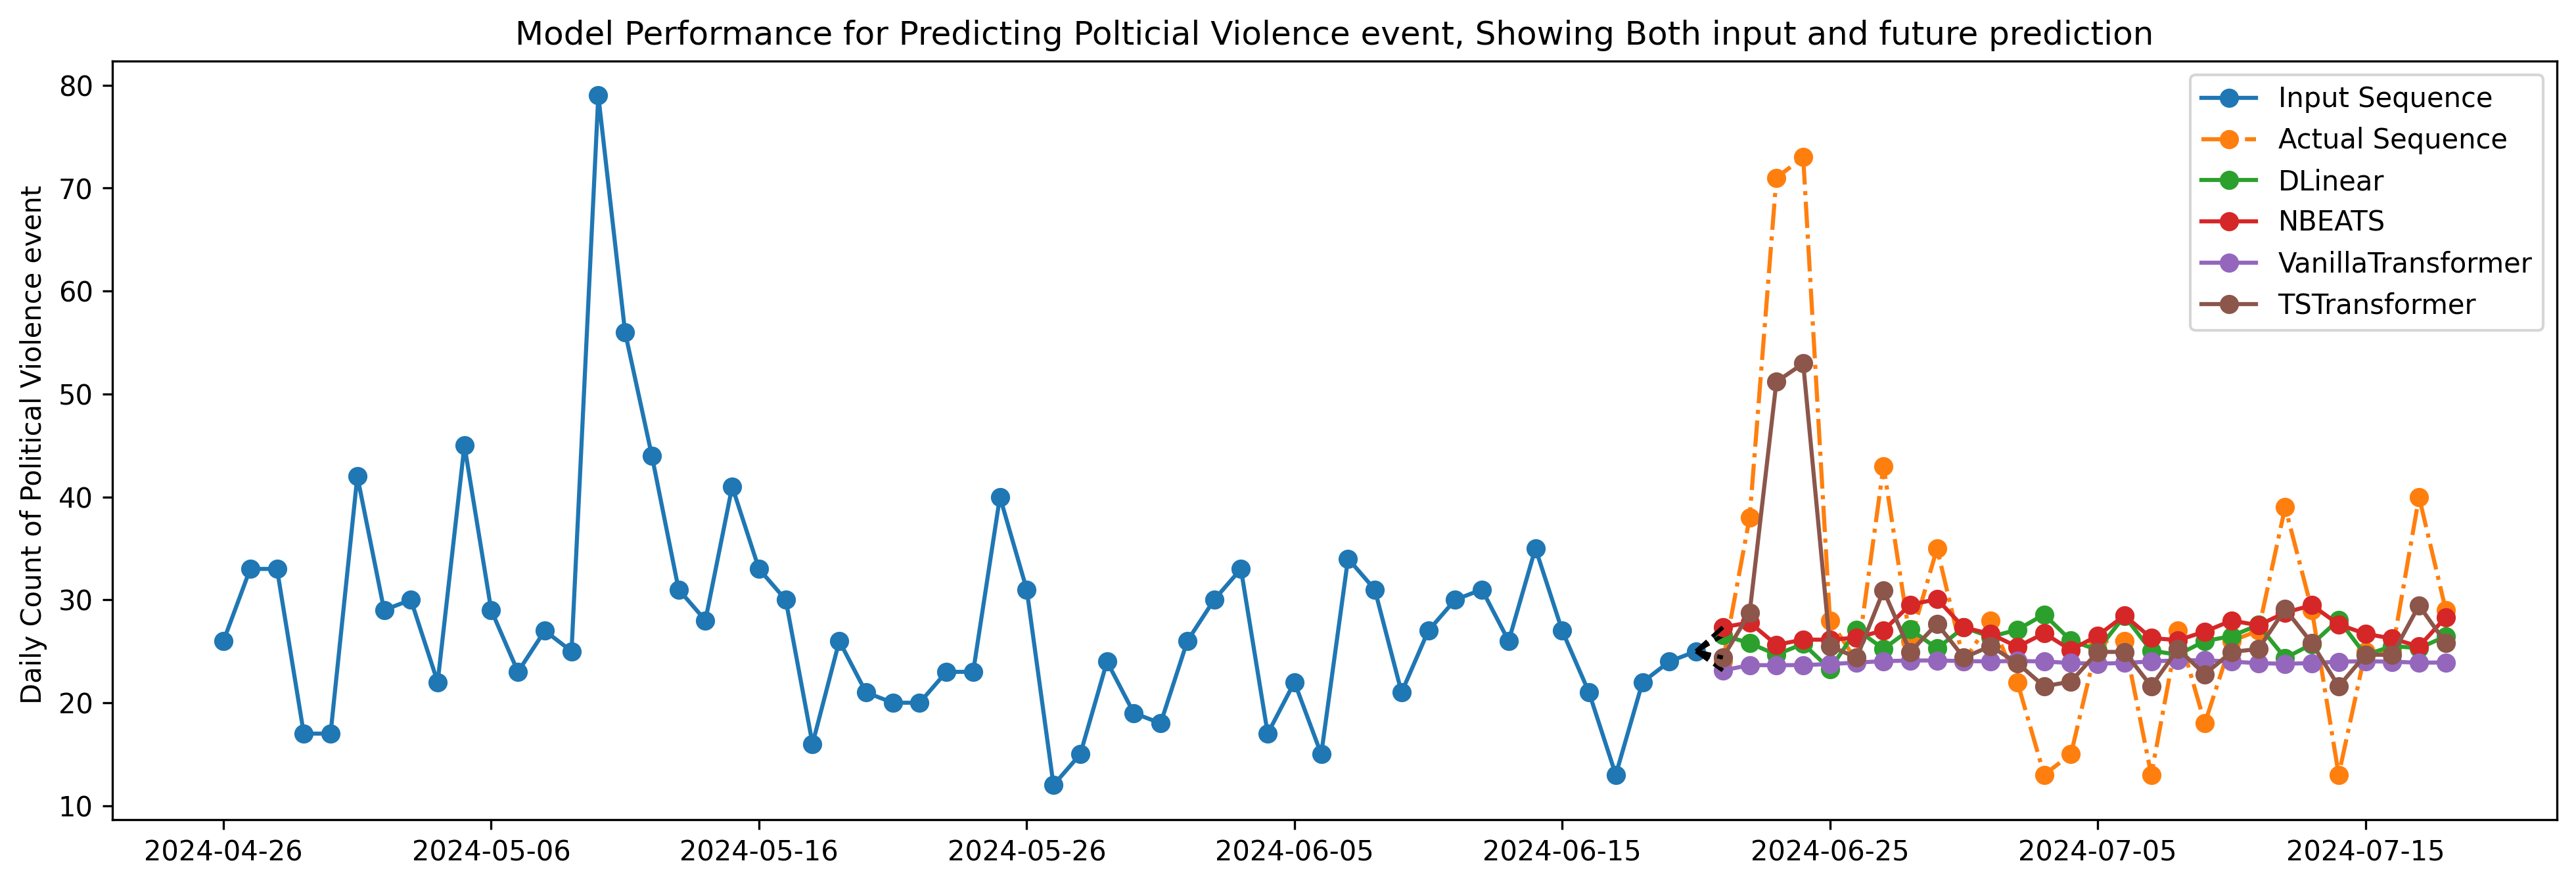 Model Performance for Predicting Polticial Violence event, Showing Both input and future prediction
Daily Count of Political Violence event
80
70
60
50
40
30
20
10
Input Sequence
Actual Sequence
DLinear
NBEATS
VanillaTransformer
TSTransformer
2024-04-26 2024-05-06 2024-05-16 2024-05-26 2024-06-05 2024-06-15 2024-06-25 2024-07-05 2024-07-15